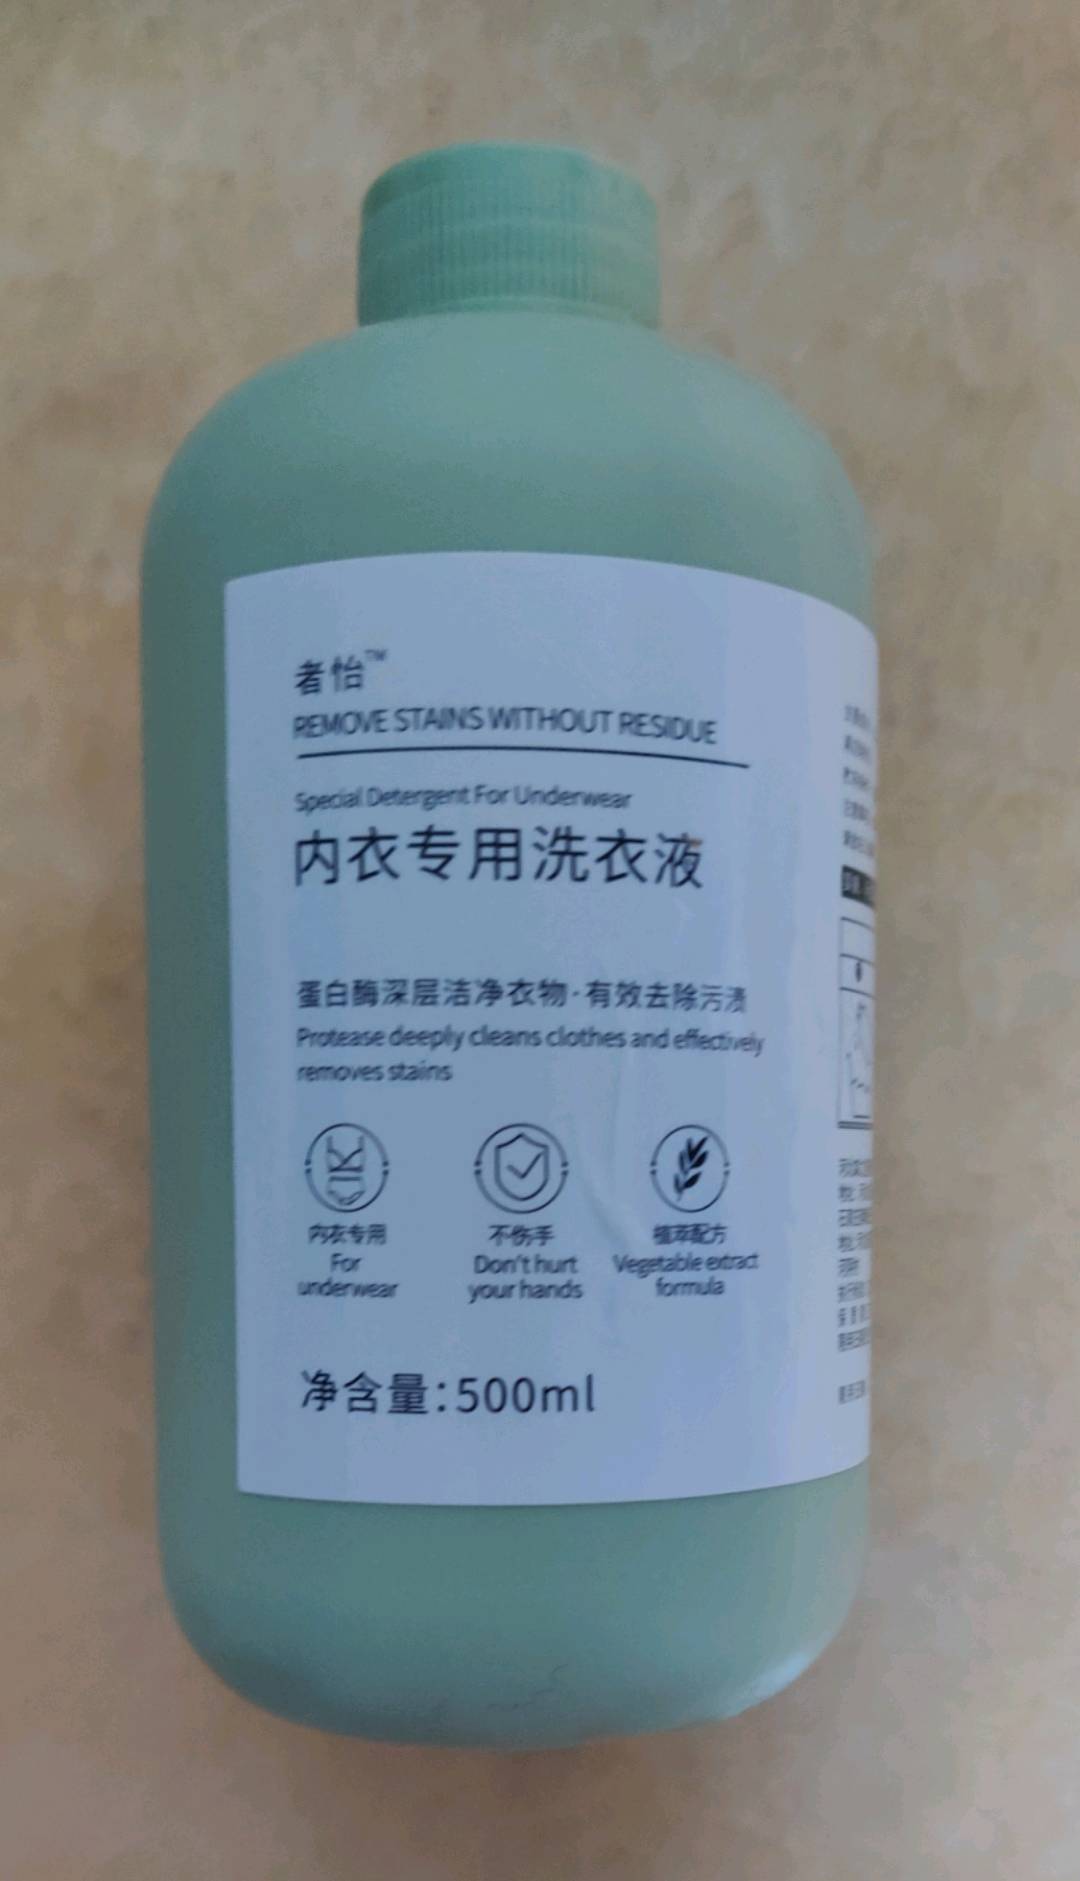 者怡™
REMOVE STAINS WITHOUT RESIDUE
Special Detergent For Underwear
内衣专用洗衣液
蛋白酶深层洁净衣物·有效去除污渍
Protease deeply cleans clothes and effectively
removes stains
内衣专用
For
underwear
不伤手
Don't hurt
your hands
植萃配方
Vegetable extract
formula
净含量:500ml